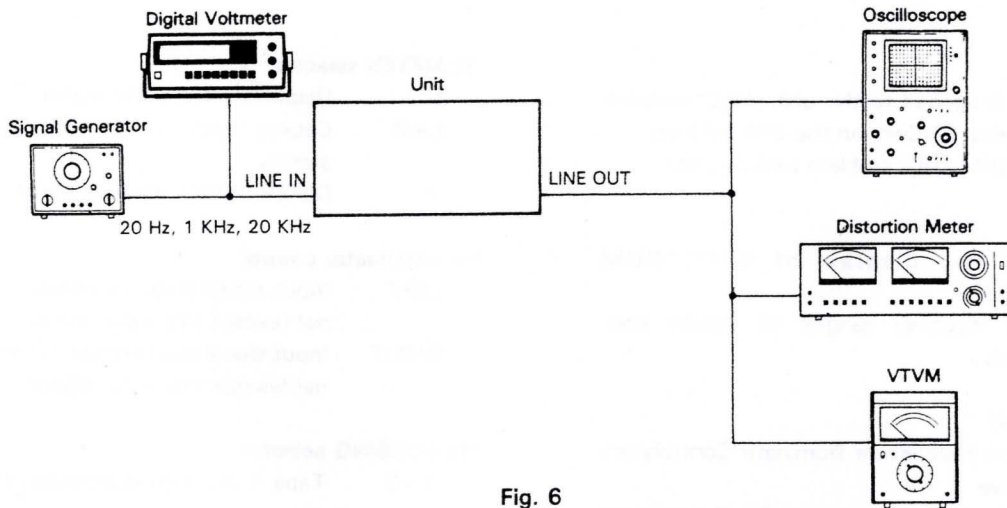 Digital Voltmeter
Oscilloscope
Unit
Signal Generator
LINE IN
LINE OUT
20 Hz, 1 KHz, 20 KHz
Distortion Meter
VTVM
Fig. 6